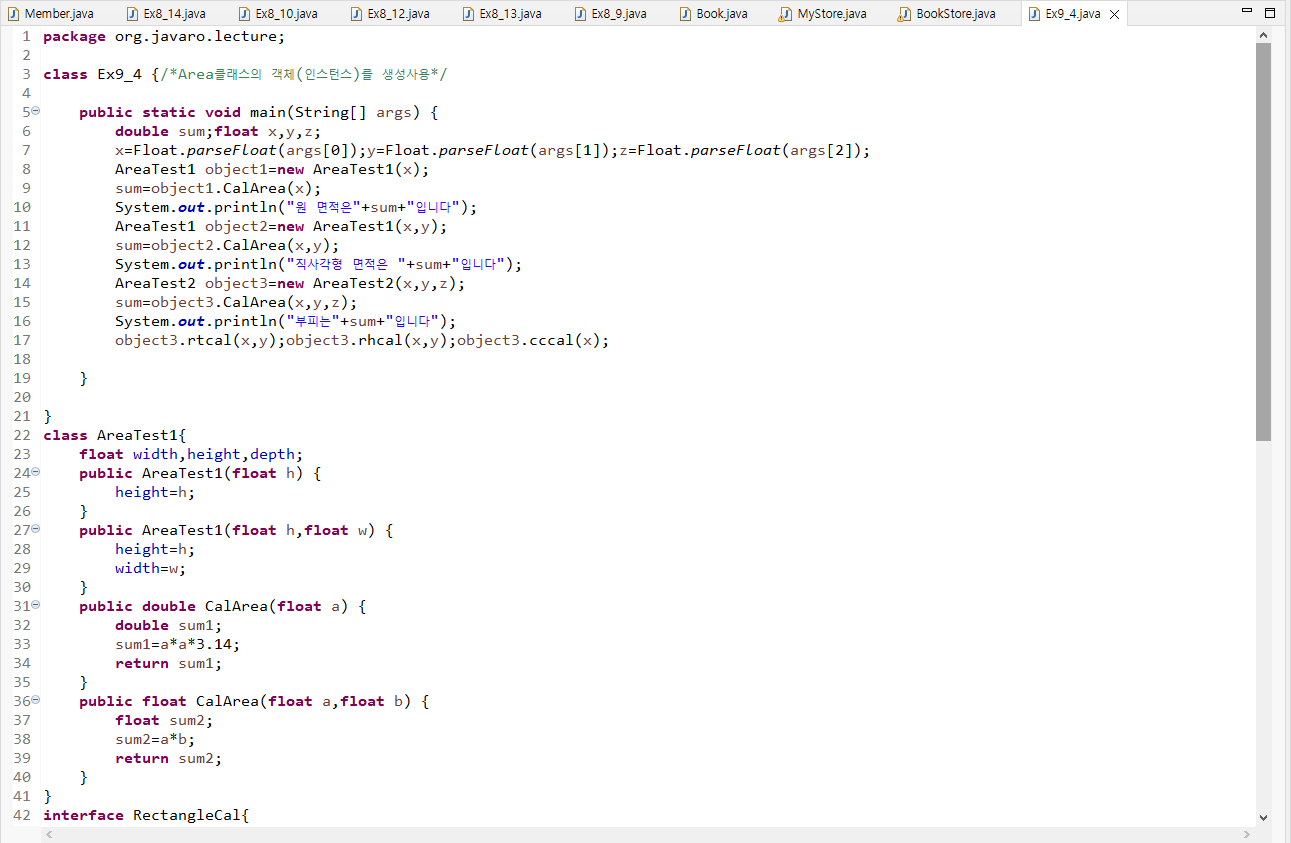 Member.java Ex8_14.java Ex8_10.java Ex8_12.java Ex8_13.java Ex8_9.java Book.java MyStore.java BookStore.java Ex9_4.java
1 package org.javaro.lecture;
2
3 class Ex9_4 {/*Area클래스의 객체(인스턴스)를 생성사용*/
4
5 public static void main(String[] args) {
6 double sum;float x,y,z;
7 x=Float.parseFloat(args[0]);y=Float.parseFloat(args[1]);z=Float.parseFloat(args[2]);
8 AreaTest1 object1=new AreaTest1(x);
9 sum=object1.CalArea(x);
10 System.out.println("원 면적은"+sum+"입니다");
11 AreaTest1 object2=new AreaTest1(x,y);
12 sum=object2.CalArea(x,y);
13 System.out.println("직사각형 면적은 "+sum+"입니다");
14 AreaTest2 object3=new AreaTest2(x,y,z);
15 sum=object3.CalArea(x,y,z);
16 System.out.println("부피는"+sum+"입니다");
17 object3.rtcal(x,y);object3.rhcal(x,y);object3.cccal(x);
18
19 }
20
21 }
22 class AreaTest1{
23 float width,height,depth;
24 public AreaTest1(float h) {
25 height=h;
26 }
27 public AreaTest1(float h,float w) {
28 height=h;
29 width=w;
30 }
31 public double CalArea(float a) {
32 double sum1;
33 sum1=a*a*3.14;
34 return sum1;
35 }
36 public float CalArea(float a,float b) {
37 float sum2;
38 sum2=a*b;
39 return sum2;
40 }
41 }
42 interface RectangleCal{